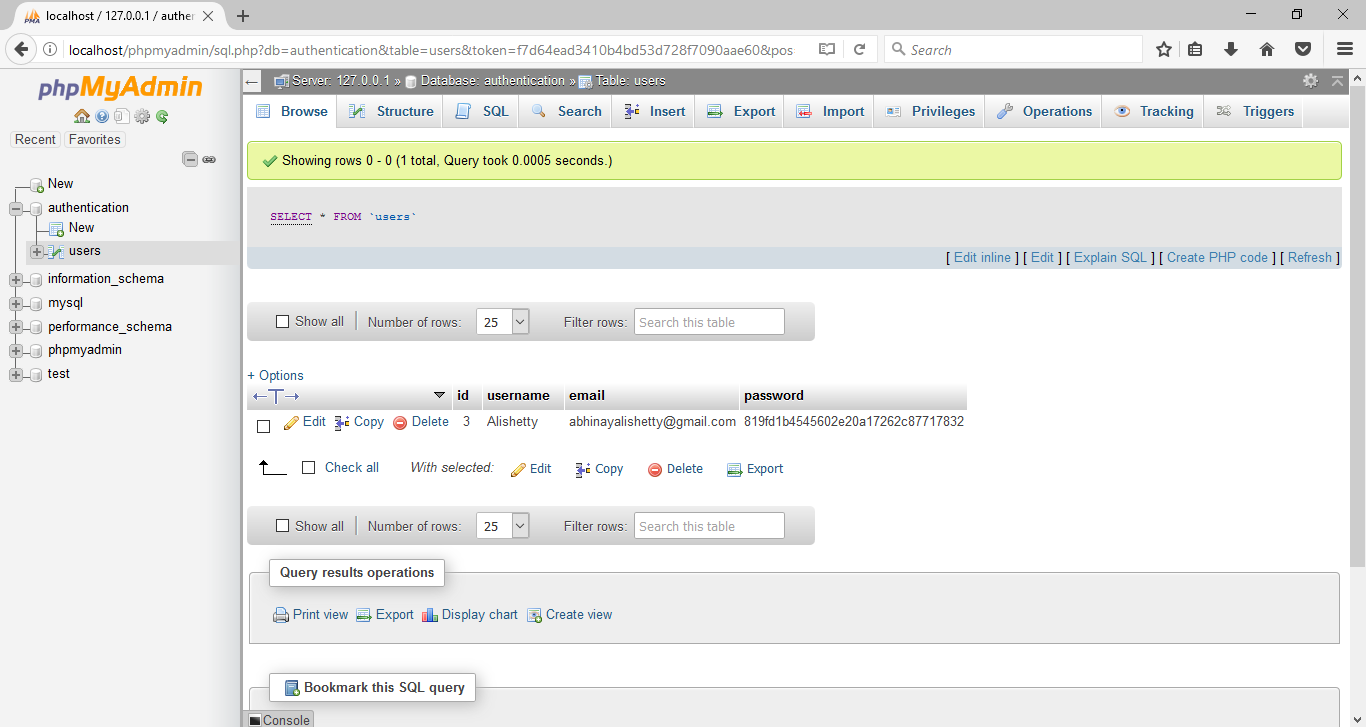 localhost / 127.0.0.1 / auther
localhost/phpmyadmin/sql.php?db=authentication&table=users&token=f7d64ead3410b4bd53d728f7090aae60&pos
Search
phpMyAdmin
Recent Favorites
New
authentication
New
users
information_schema
mysql
performance_schema
phpmyadmin
test
Server: 127.0.0.1 » Database: authentication » Table: users
Browse Structure SQL Search Insert Export Import Privileges Operations Tracking Triggers
Showing rows 0 - 0 (1 total, Query took 0.0005 seconds.)
SELECT * FROM `users`
[ Edit inline ] [ Edit ] [ Explain SQL ] [ Create PHP code ] [ Refresh ]
Show all Number of rows: 25 Filter rows: Search this table
+ Options
←T→ id username email password
Edit Copy Delete 3 Alishetty abhinayalishetty@gmail.com 819fd1b4545602e20a17262c87717832
Check all With selected: Edit Copy Delete Export
Show all Number of rows: 25 Filter rows: Search this table
Query results operations
Print view Export Display chart Create view
Bookmark this SQL query
Console